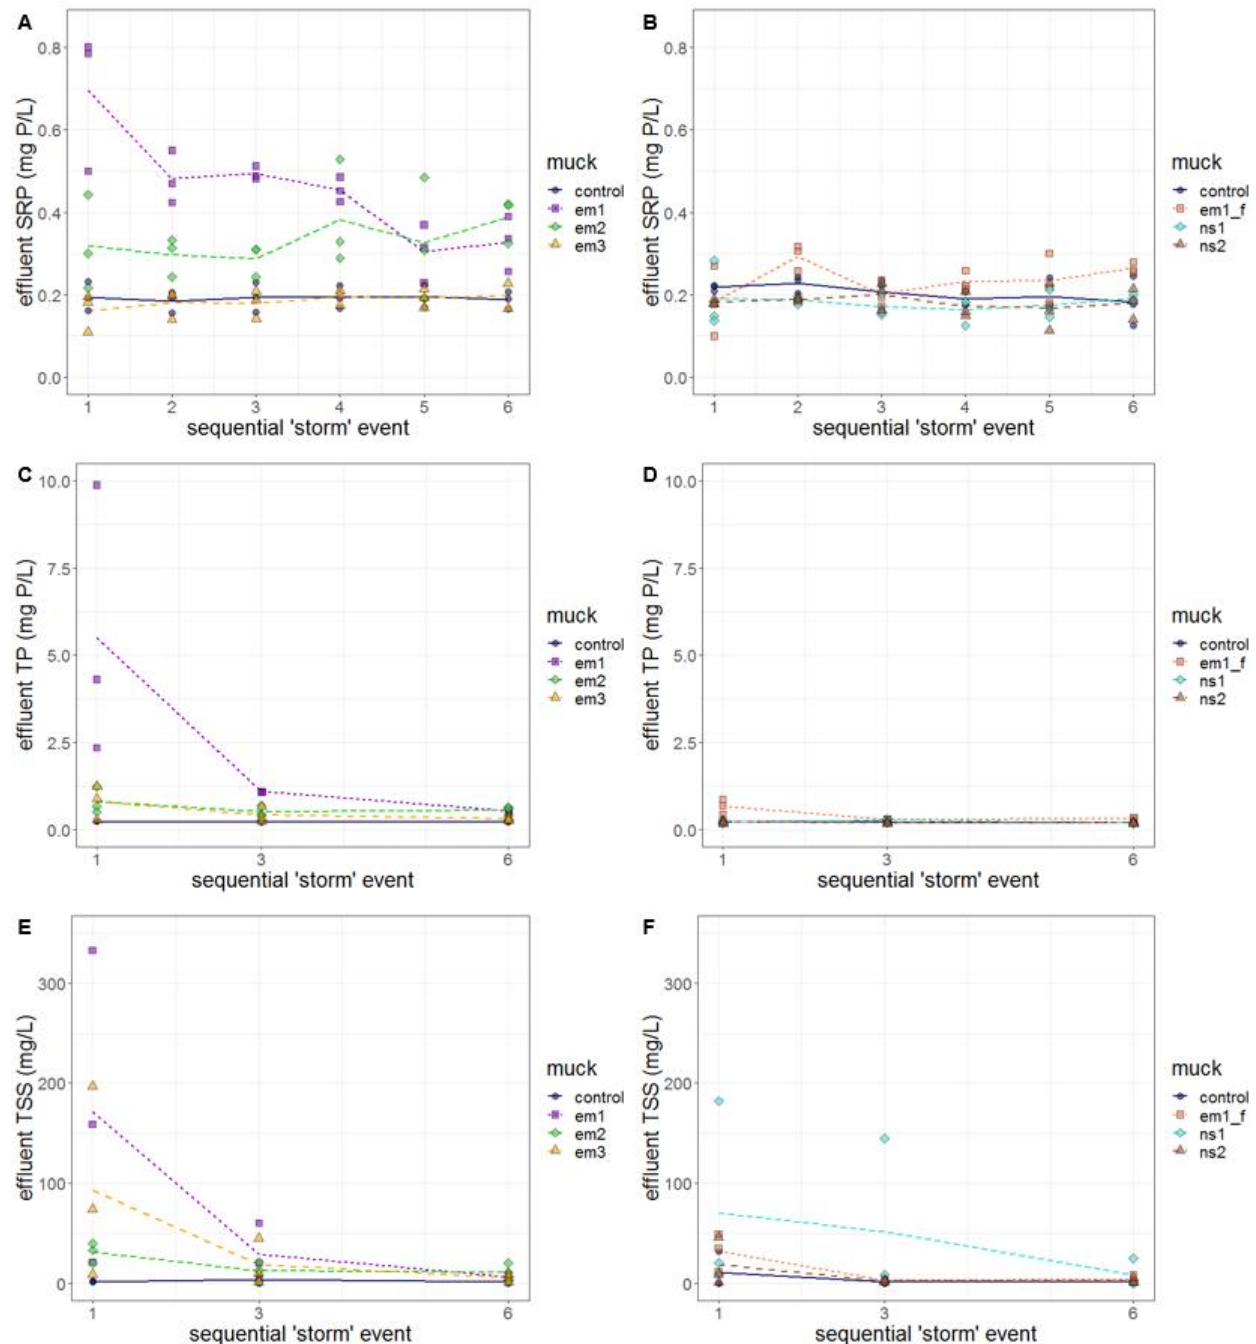 A
effluent SRP (mg P/L)
0.8
0.6
0.4
0.2
0.0
1 2 3 4 5 6
sequential 'storm' event
muck
control
em1
em2
em3
B
effluent SRP (mg P/L)
0.8
0.6
0.4
0.2
0.0
1 2 3 4 5 6
sequential 'storm' event
muck
control
em1_f
ns1
ns2
C
effluent TP (mg P/L)
10.0
7.5
5.0
2.5
0.0
1 3 6
sequential 'storm' event
muck
control
em1
em2
em3
D
effluent TP (mg P/L)
10.0
7.5
5.0
2.5
0.0
1 3 6
sequential 'storm' event
muck
control
em1_f
ns1
ns2
E
effluent TSS (mg/L)
300
200
100
0
1 3 6
sequential 'storm' event
muck
control
em1
em2
em3
F
effluent TSS (mg/L)
300
200
100
0
1 3 6
sequential 'storm' event
muck
control
em1_f
ns1
ns2